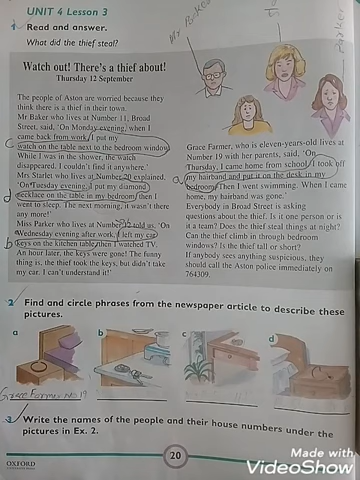 UNIT 4 Lesson 3
1 Read and answer.
What did the thief steal?
Mr Baker
Watch out! There's a thief about!
Thursday 12 September
The people of Aston are worried because they
think there is a thief in their town.
Mr Baker who lives at Number 11, Broad
Street, said, 'On Monday evening, when I
came back from work, I put my
c watch on the table next to the bedroom window.
While I was in the shower, the watch
disappeared. I couldn't find it anywhere.'
Mrs Starlet who lives at Number 20 explained,
'On Tuesday evening, I put my diamond
d necklace on the table in my bedroom then I
went to sleep. The next morning, it wasn't there
any more!'
Miss Parker who lives at Number told us, 'On
Wednesday evening after work, I left my car
b keys on the kitchen table then I watched TV.
An hour later, the keys were gone! The funny
thing is, the thief took the keys, but didn't take
my car. I can't understand it!'
Grace Farmer, who is eleven-years-old lives at
Number 19 with her parents, said, 'On
Thursday, I came home from school, I took off
a my hairband and put it on the desk in my
bedroom. Then I went swimming. When I came
home, my hairband was gone.'
Everybody in Broad Street is asking
questions about the thief. Is it one person or is
it a team? Does the thief steal things at night?
Can the thief climb in through bedroom
windows? Is the thief tall or short?
If anybody sees anything suspicious, they
should call the Aston police immediately on
764309.
2 Find and circle phrases from the newspaper article to describe these
pictures.
a b c d
Grace Farmer No 19
3 Write the names of the people and their house numbers under the
pictures in Ex. 2.
20
OXFORD
Made with
VideoShow